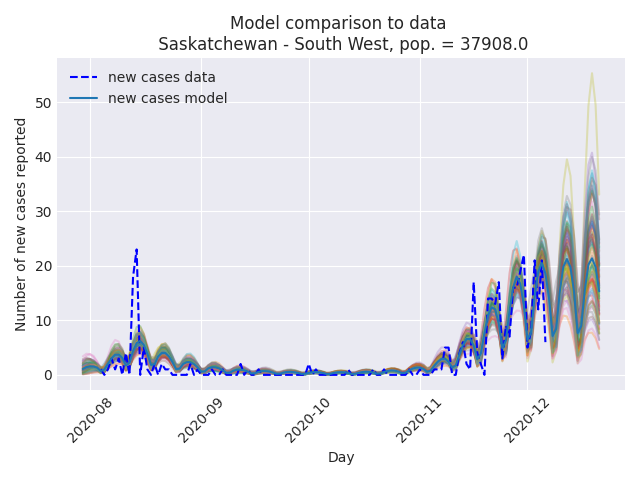 Model comparison to data
Saskatchewan - South West, pop. = 37908.0
new cases data
new cases model
Number of new cases reported
50
40
30
20
10
0
2020-08
2020-09
2020-10
2020-11
2020-12
Day